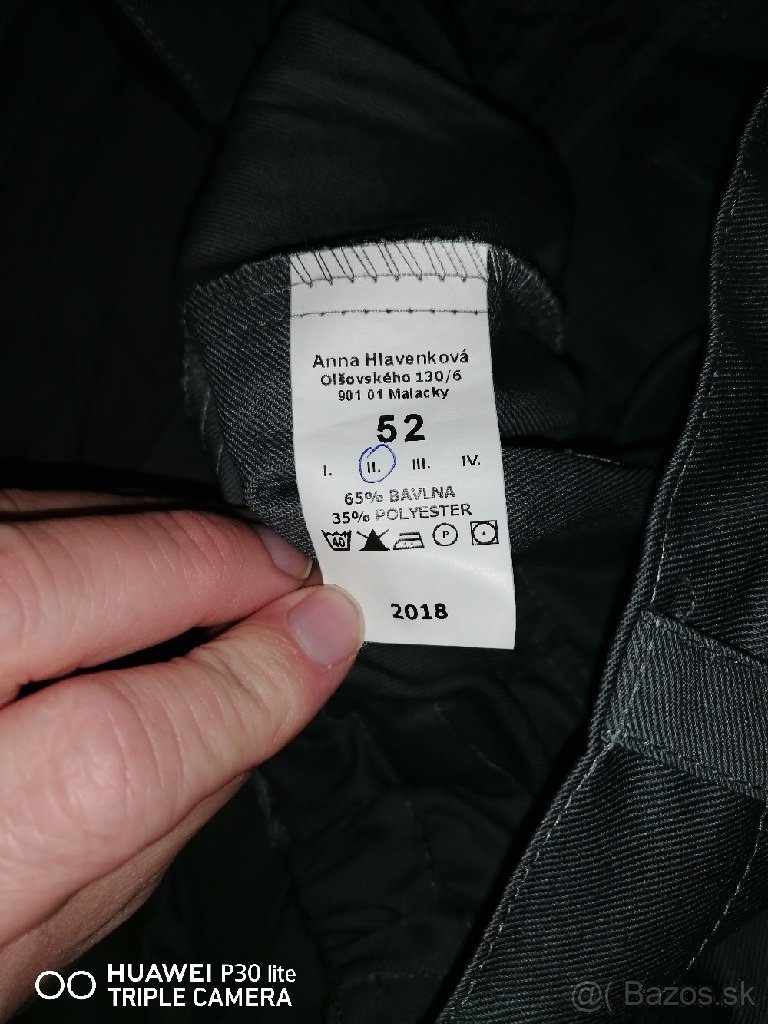 Anna Hlavenková
Olšovského 130/6
901 01 Malacky
52
I. II. III. IV.
65% BAVLNA
35% POLYESTER
40 P
2018
HUAWEI P30 lite
TRIPLE CAMERA
@( Bazos.sk